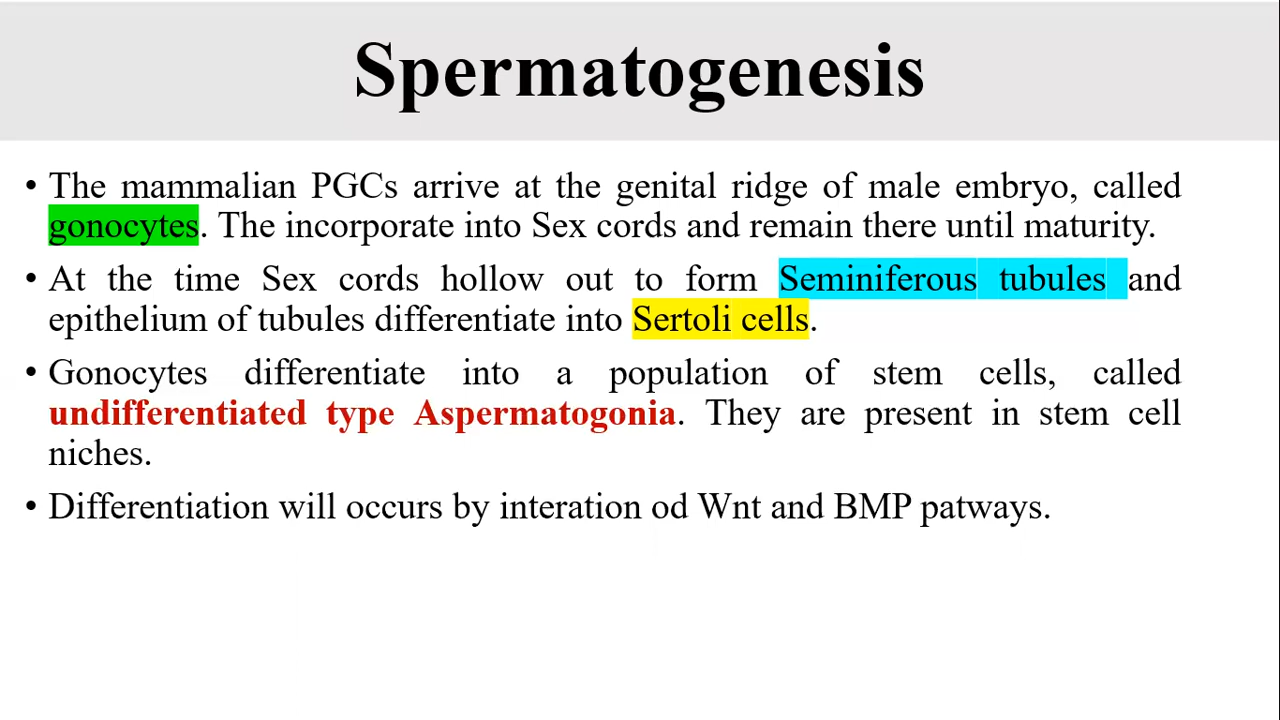 Spermatogenesis
• The mammalian PGCs arrive at the genital ridge of male embryo, called
gonocytes. The incorporate into Sex cords and remain there until maturity.
• At the time Sex cords hollow out to form Seminiferous tubules and
epithelium of tubules differentiate into Sertoli cells.
• Gonocytes differentiate into a population of stem cells, called
undifferentiated type Aspermatogonia. They are present in stem cell
niches.
• Differentiation will occurs by interation od Wnt and BMP patways.